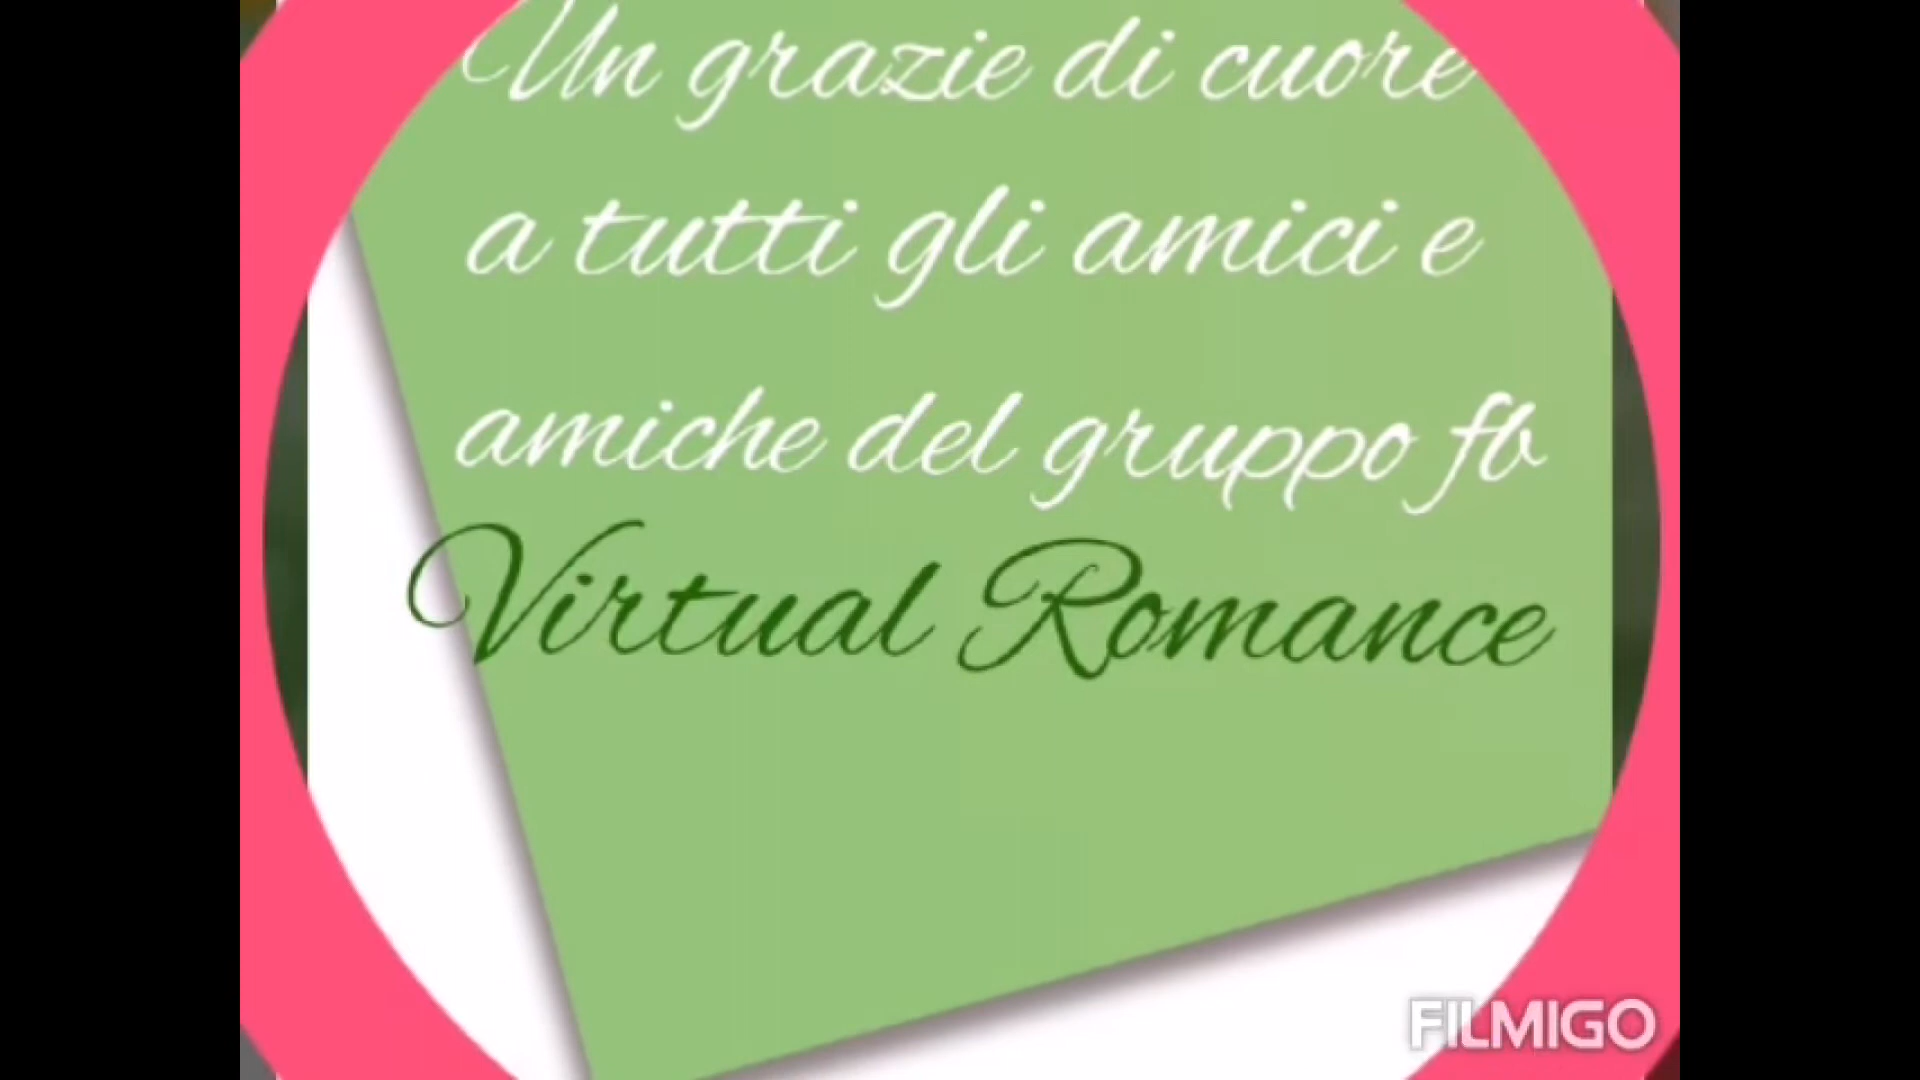 Un grazie di cuore
a tutti gli amici e
amiche del gruppo fb
Virtual Romance
FILMIGO